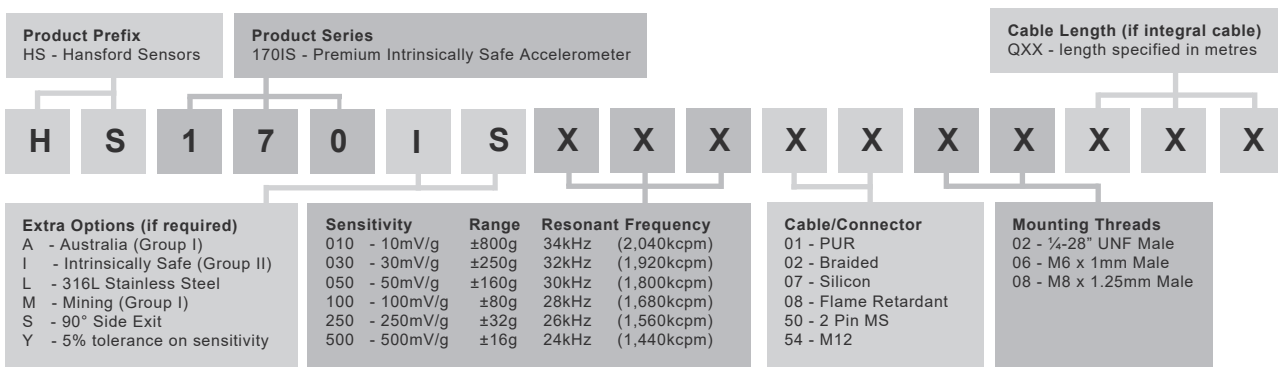 Product Prefix
HS - Hansford Sensors
Product Series
170IS - Premium Intrinsically Safe Accelerometer
Cable Length (if integral cable)
QXX - length specified in metres
H S 1 7 0 I S X X X X X X X X X X
Extra Options (if required)
A - Australia (Group I)
I - Intrinsically Safe (Group II)
L - 316L Stainless Steel
M - Mining (Group I)
S - 90° Side Exit
Y - 5% tolerance on sensitivity
Sensitivity Range Resonant Frequency
010 - 10mV/g ±800g 34kHz (2,040kcpm)
030 - 30mV/g ±250g 32kHz (1,920kcpm)
050 - 50mV/g ±160g 30kHz (1,800kcpm)
100 - 100mV/g ±80g 28kHz (1,680kcpm)
250 - 250mV/g ±32g 26kHz (1,560kcpm)
500 - 500mV/g ±16g 24kHz (1,440kcpm)
Cable/Connector
01 - PUR
02 - Braided
07 - Silicon
08 - Flame Retardant
50 - 2 Pin MS
54 - M12
Mounting Threads
02 - ¼-28” UNF Male
06 - M6 x 1mm Male
08 - M8 x 1.25mm Male